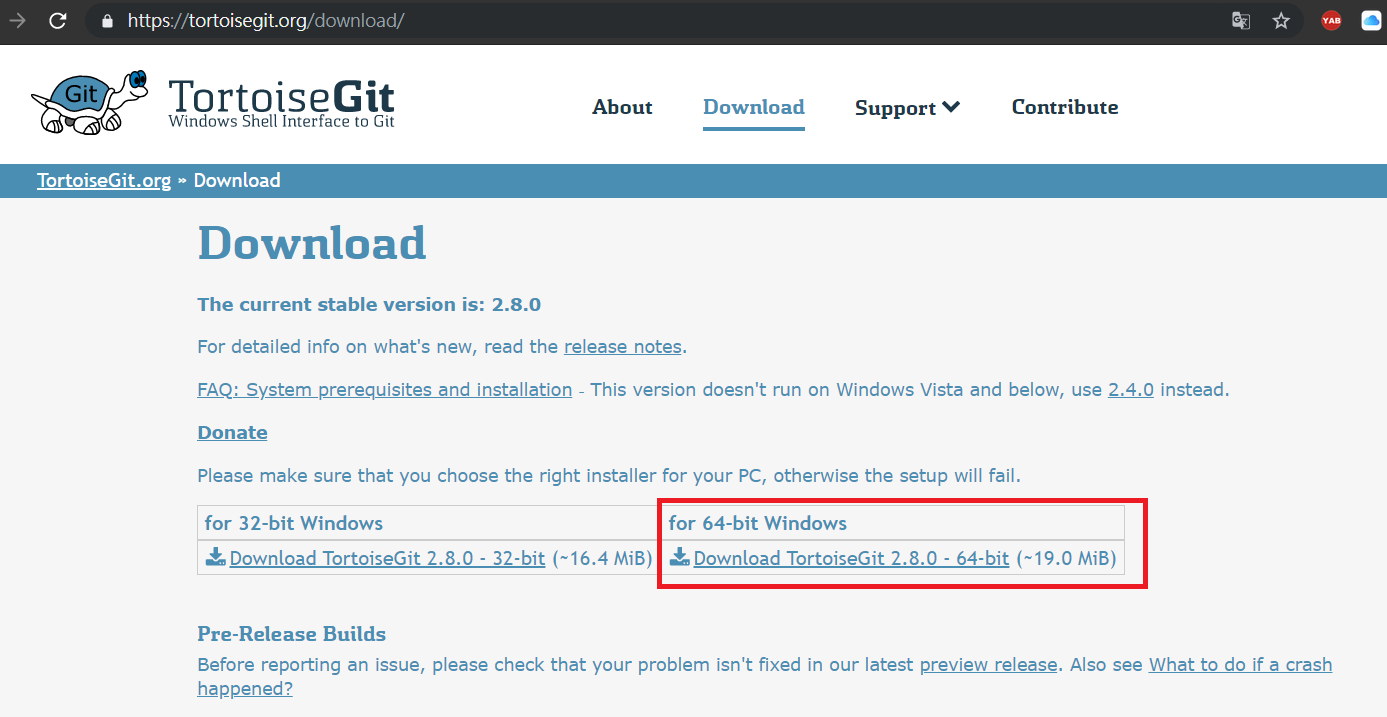 https://tortoisegit.org/download/
YAB
Git
TortoiseGit
Windows Shell Interface to Git
About
Download
Support
Contribute
TortoiseGit.org » Download
Download
The current stable version is: 2.8.0
For detailed info on what's new, read the release notes.
FAQ: System prerequisites and installation - This version doesn't run on Windows Vista and below, use 2.4.0 instead.
Donate
Please make sure that you choose the right installer for your PC, otherwise the setup will fail.
for 32-bit Windows
for 64-bit Windows
Download TortoiseGit 2.8.0 - 32-bit (~16.4 MiB)
Download TortoiseGit 2.8.0 - 64-bit (~19.0 MiB)
Pre-Release Builds
Before reporting an issue, please check that your problem isn't fixed in our latest preview release. Also see What to do if a crash
happened?